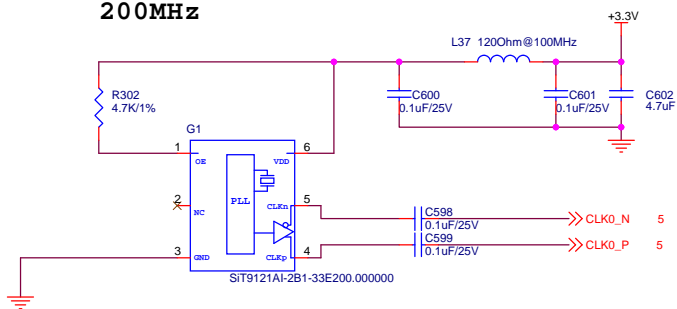 200MHz
+3.3V
L37 120Ohm@100MHz
R302
4.7K/1%
C600
0.1uF/25V
C601
0.1uF/25V
C602
4.7uF
G1
1
OE
VDD
6
2
NC
PLL
CLKn
5
C598
0.1uF/25V
CLK0_N 5
3
GND
CLKp
4
C599
0.1uF/25V
CLK0_P 5
SiT9121AI-2B1-33E200.000000